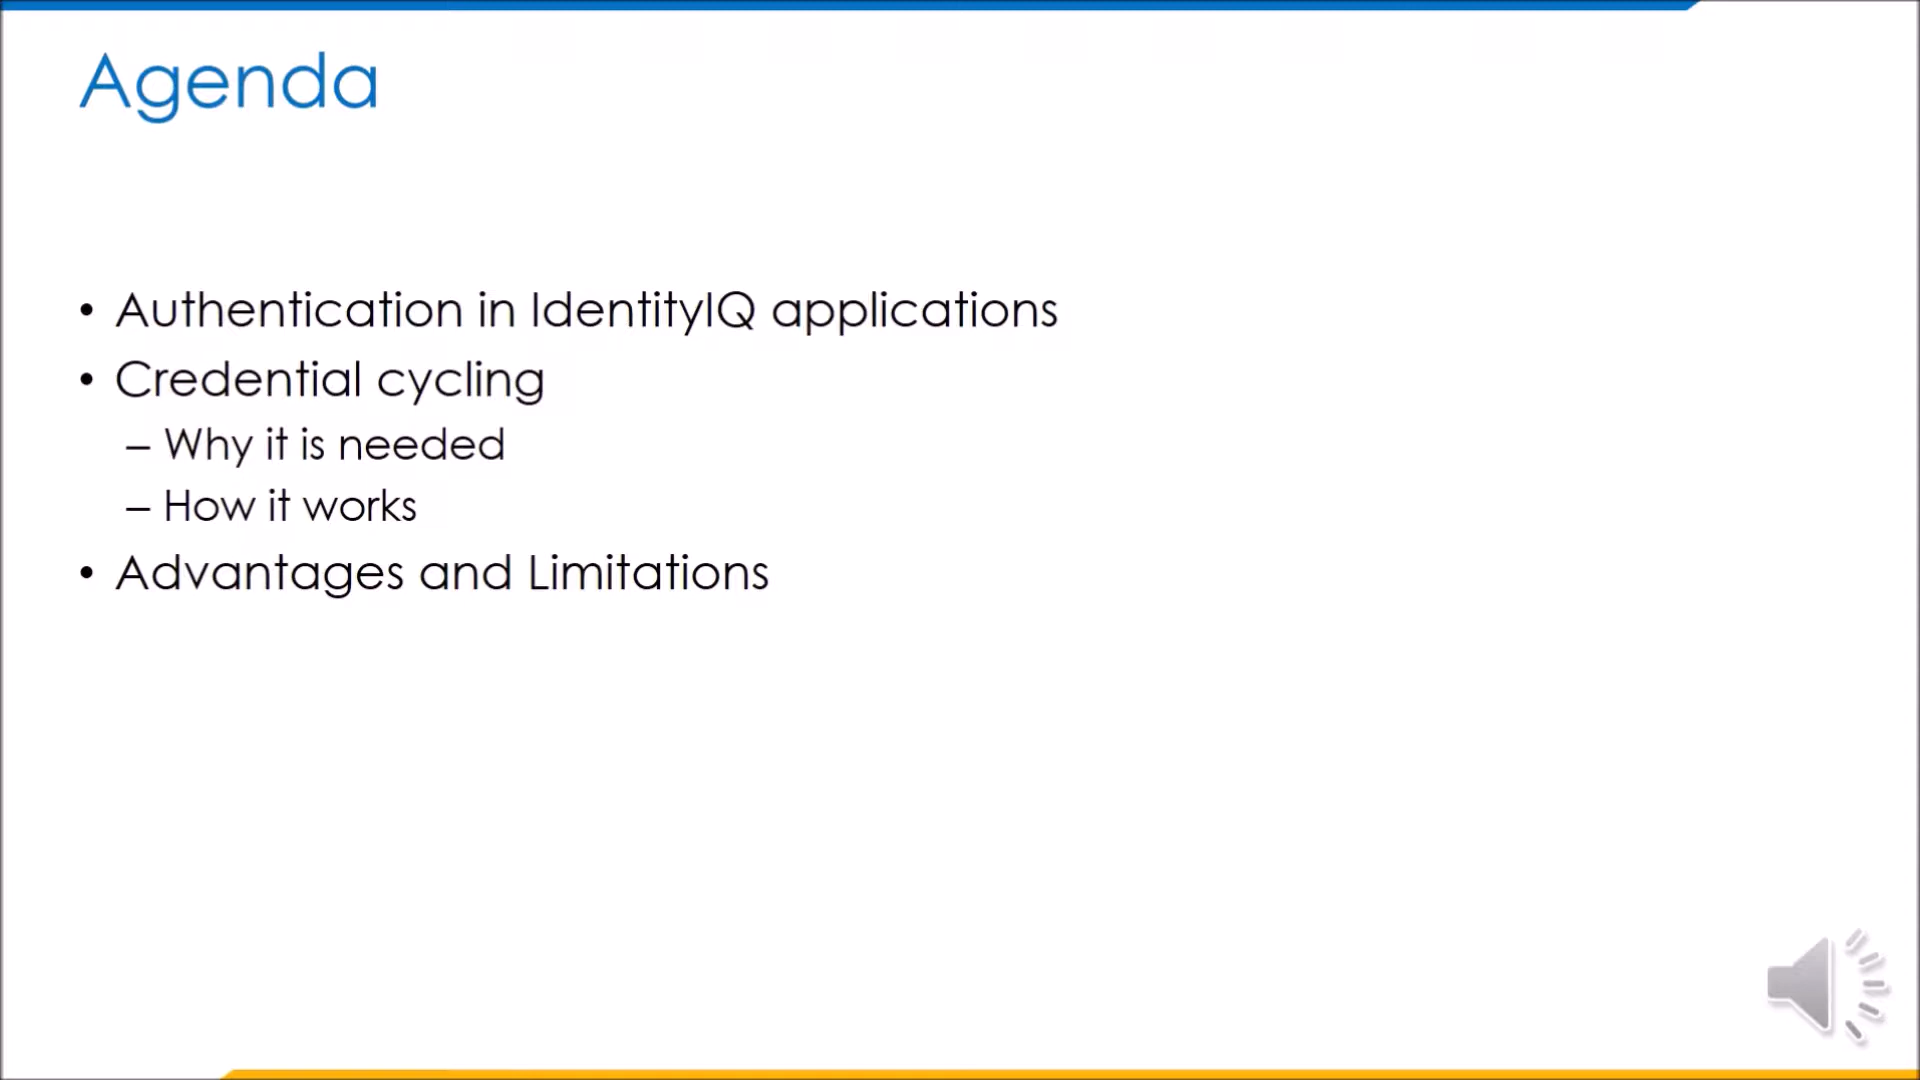 Agenda
• Authentication in IdentityIQ applications
• Credential cycling
– Why it is needed
– How it works
• Advantages and Limitations